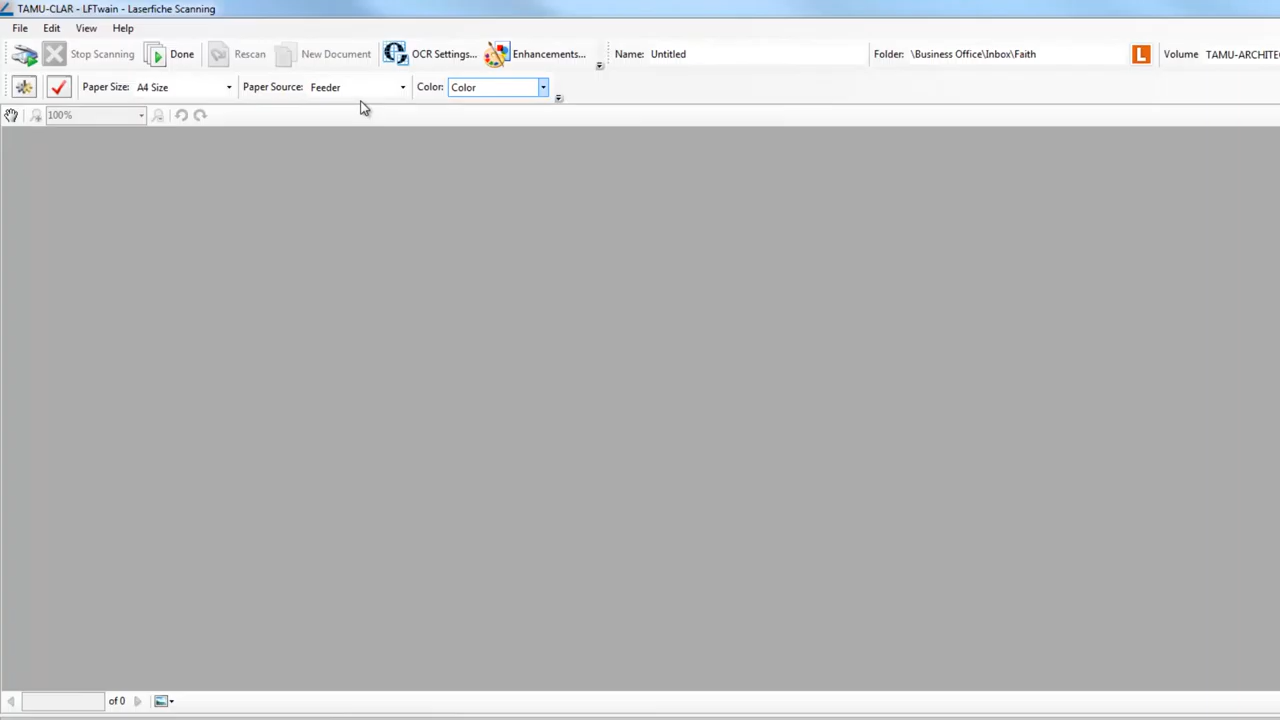 TAMU-CLAR - LFTwain - Laserfiche Scanning
File Edit View Help
Stop Scanning Done Rescan New Document OCR Settings... Enhancements... Name: Untitled Folder: \Business Office\Inbox\Faith L Volume TAMU-ARCHITE
Paper Size: A4 Size Paper Source: Feeder Color: Color
100%
of 0